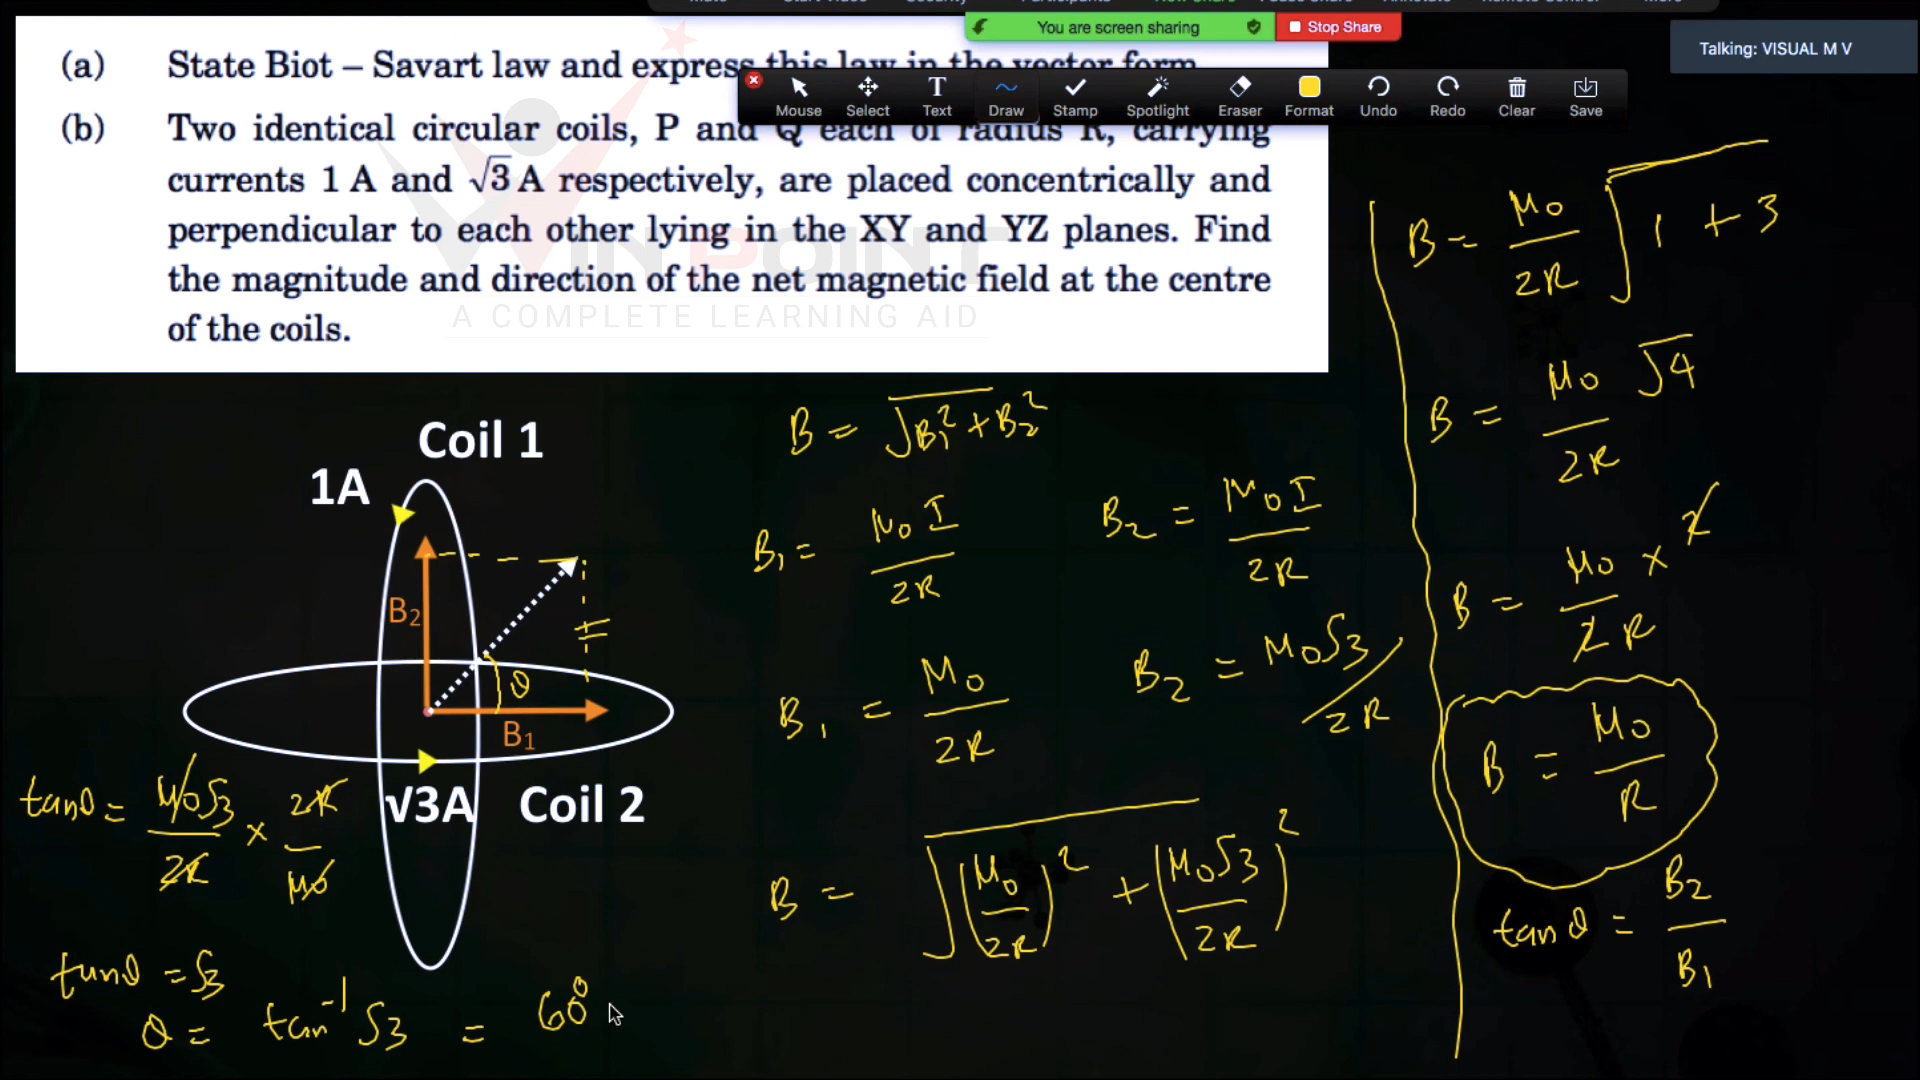 You are screen sharing
Stop Share
Talking: VISUAL M V
Mouse
Select
Text
Draw
Stamp
Spotlight
Eraser
Format
Undo
Redo
Clear
Save
(a) State Biot – Savart law and express this law in the vector form.
(b) Two identical circular coils, P and Q each of radius R, carrying
currents 1 A and √3 A respectively, are placed concentrically and
perpendicular to each other lying in the XY and YZ planes. Find
the magnitude and direction of the net magnetic field at the centre
of the coils.
WINPOINT
A COMPLETE LEARNING AID
Coil 1
1A
B₂
θ
B₁
√3A
Coil 2
tanθ = μ₀√3/2R × 2R/μ₀
tanθ = √3
θ = tan⁻¹ √3 = 60°
B = √B₁² + B₂²
B₁ = μ₀I/2R
B₂ = μ₀I/2R
B₁ = μ₀/2R
B₂ = μ₀√3/2R
B = √(μ₀/2R)² + (μ₀√3/2R)²
B = μ₀/2R √1 + 3
B = μ₀/2R √4
B = μ₀/2R × 2
B = μ₀/R
tanθ = B₂/B₁